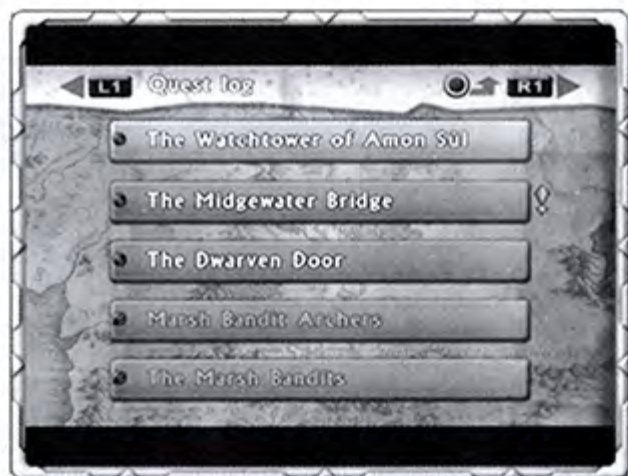 L1 Quest log R1
The Watchtower of Amon Sûl
The Midgewater Bridge
The Dwarven Door
Marsh Bandit Archers
The Marsh Bandits